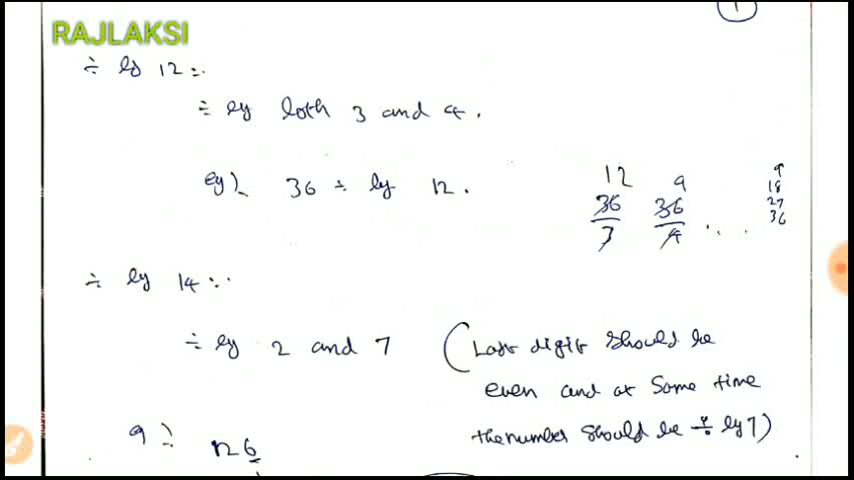 1
RAJLAKSI
÷ by 12:-
÷ by both 3 and 4.
eg) 36 ÷ by 12.
12 9
36/3 36/4 . . . .
9
18
27
36
÷ by 14:-
÷ by 2 and 7 (Last digit should be
even and at same time
the number should be ÷ by 7)
126